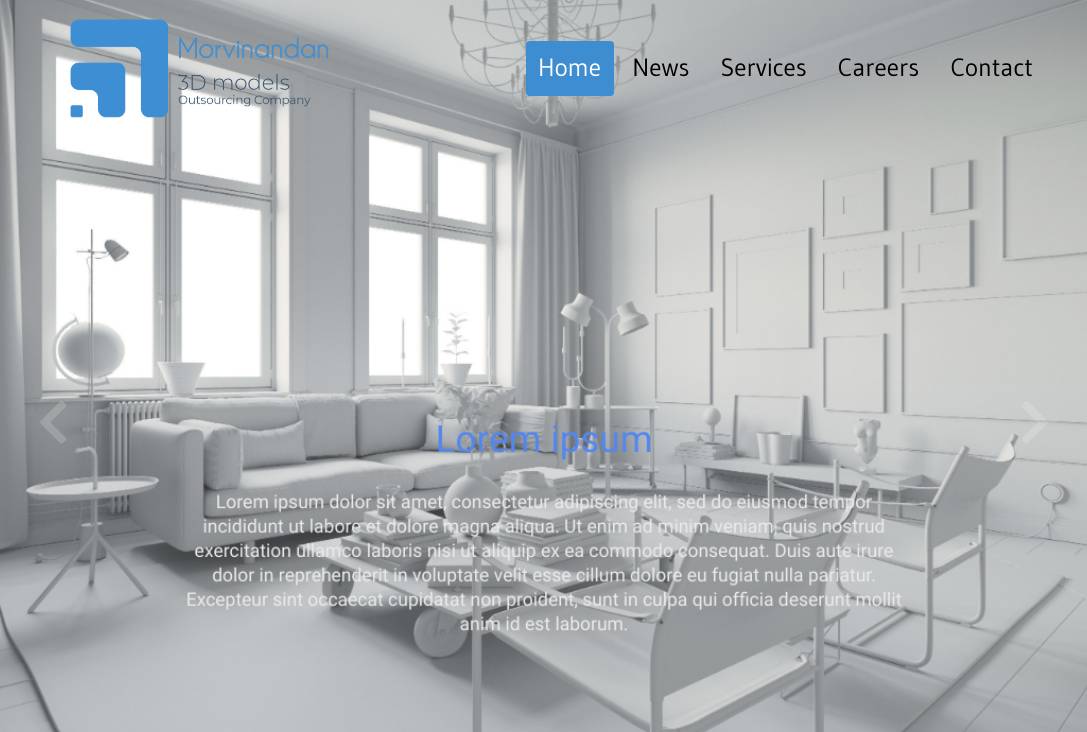 Morvinandan
3D models
Outsourcing Company
Home News Services Careers Contact
Lorem ipsum
Lorem ipsum dolor sit amet, consectetur adipiscing elit, sed do eiusmod tempor
incididunt ut labore et dolore magna aliqua. Ut enim ad minim veniam, quis nostrud
exercitation ullamco laboris nisi ut aliquip ex ea commodo consequat. Duis aute irure
dolor in reprehenderit in voluptate velit esse cillum dolore eu fugiat nulla pariatur.
Excepteur sint occaecat cupidatat non proident, sunt in culpa qui officia deserunt mollit
anim id est laborum.